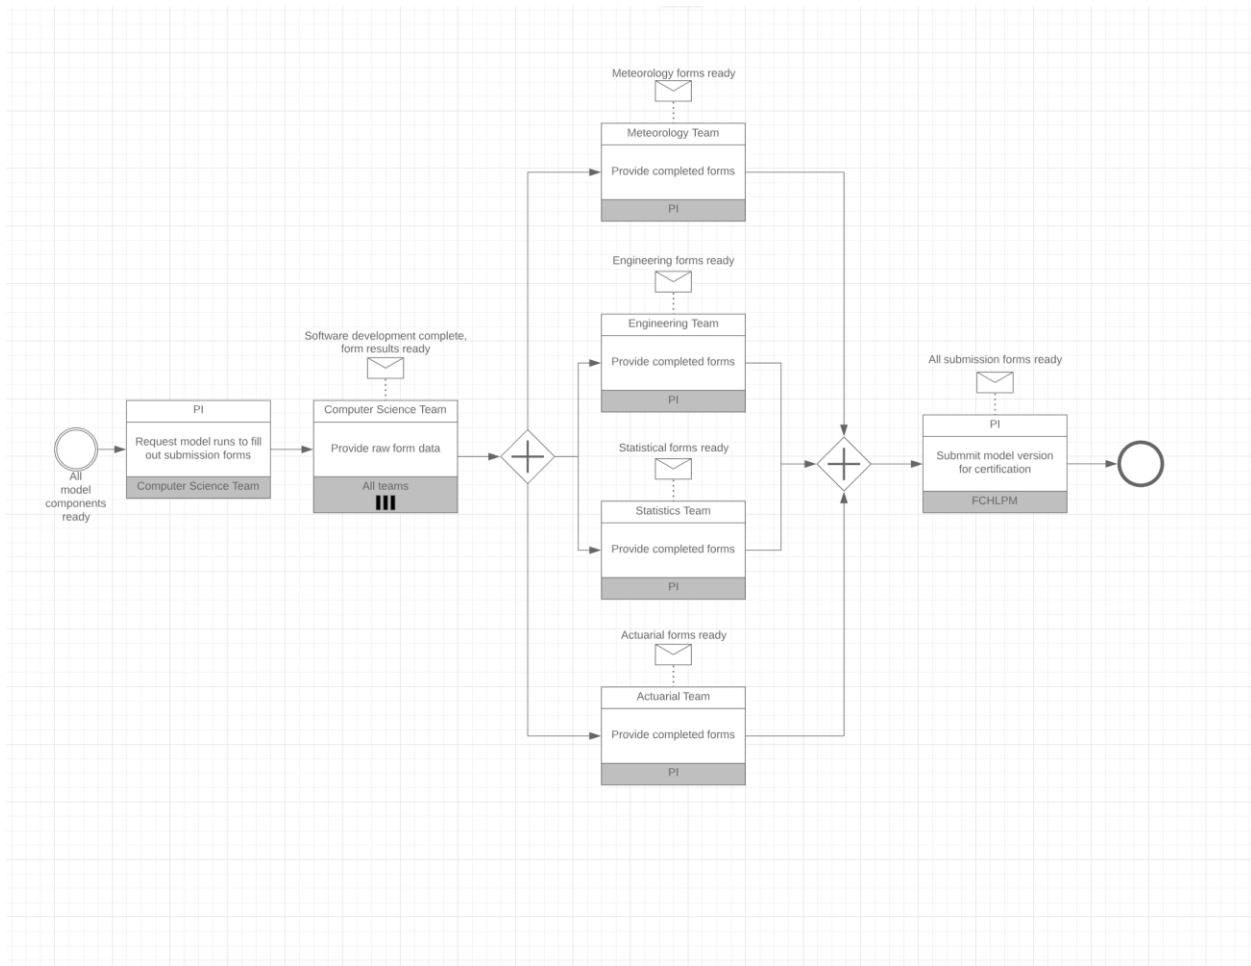 All
model
components
ready
PI
Request model runs to fill
out submission forms
Computer Science Team
Software development complete,
form results ready
Computer Science Team
Provide raw form data
All teams
Meteorology forms ready
Meteorology Team
Provide completed forms
PI
Engineering forms ready
Engineering Team
Provide completed forms
PI
Statistical forms ready
Statistics Team
Provide completed forms
PI
Actuarial forms ready
Actuarial Team
Provide completed forms
PI
All submission forms ready
PI
Submmit model version
for certification
FCHLPM